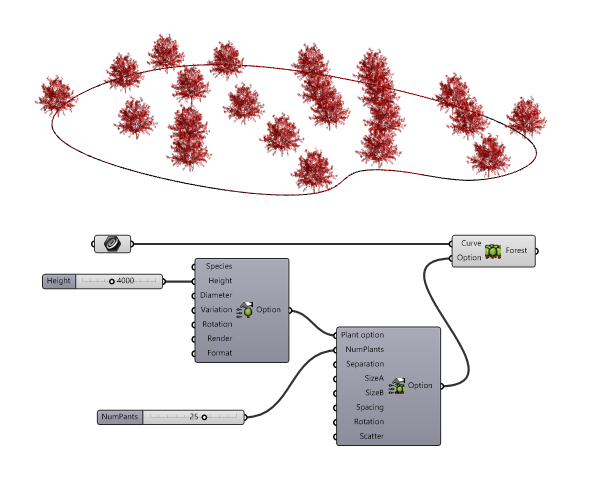 Curve
Option
Forest
Species
Height
Diameter
Variation
Rotation
Render
Format
Option
Height
4000
Plant option
NumPlants
Separation
SizeA
SizeB
Spacing
Rotation
Scatter
Option
NumPants
25